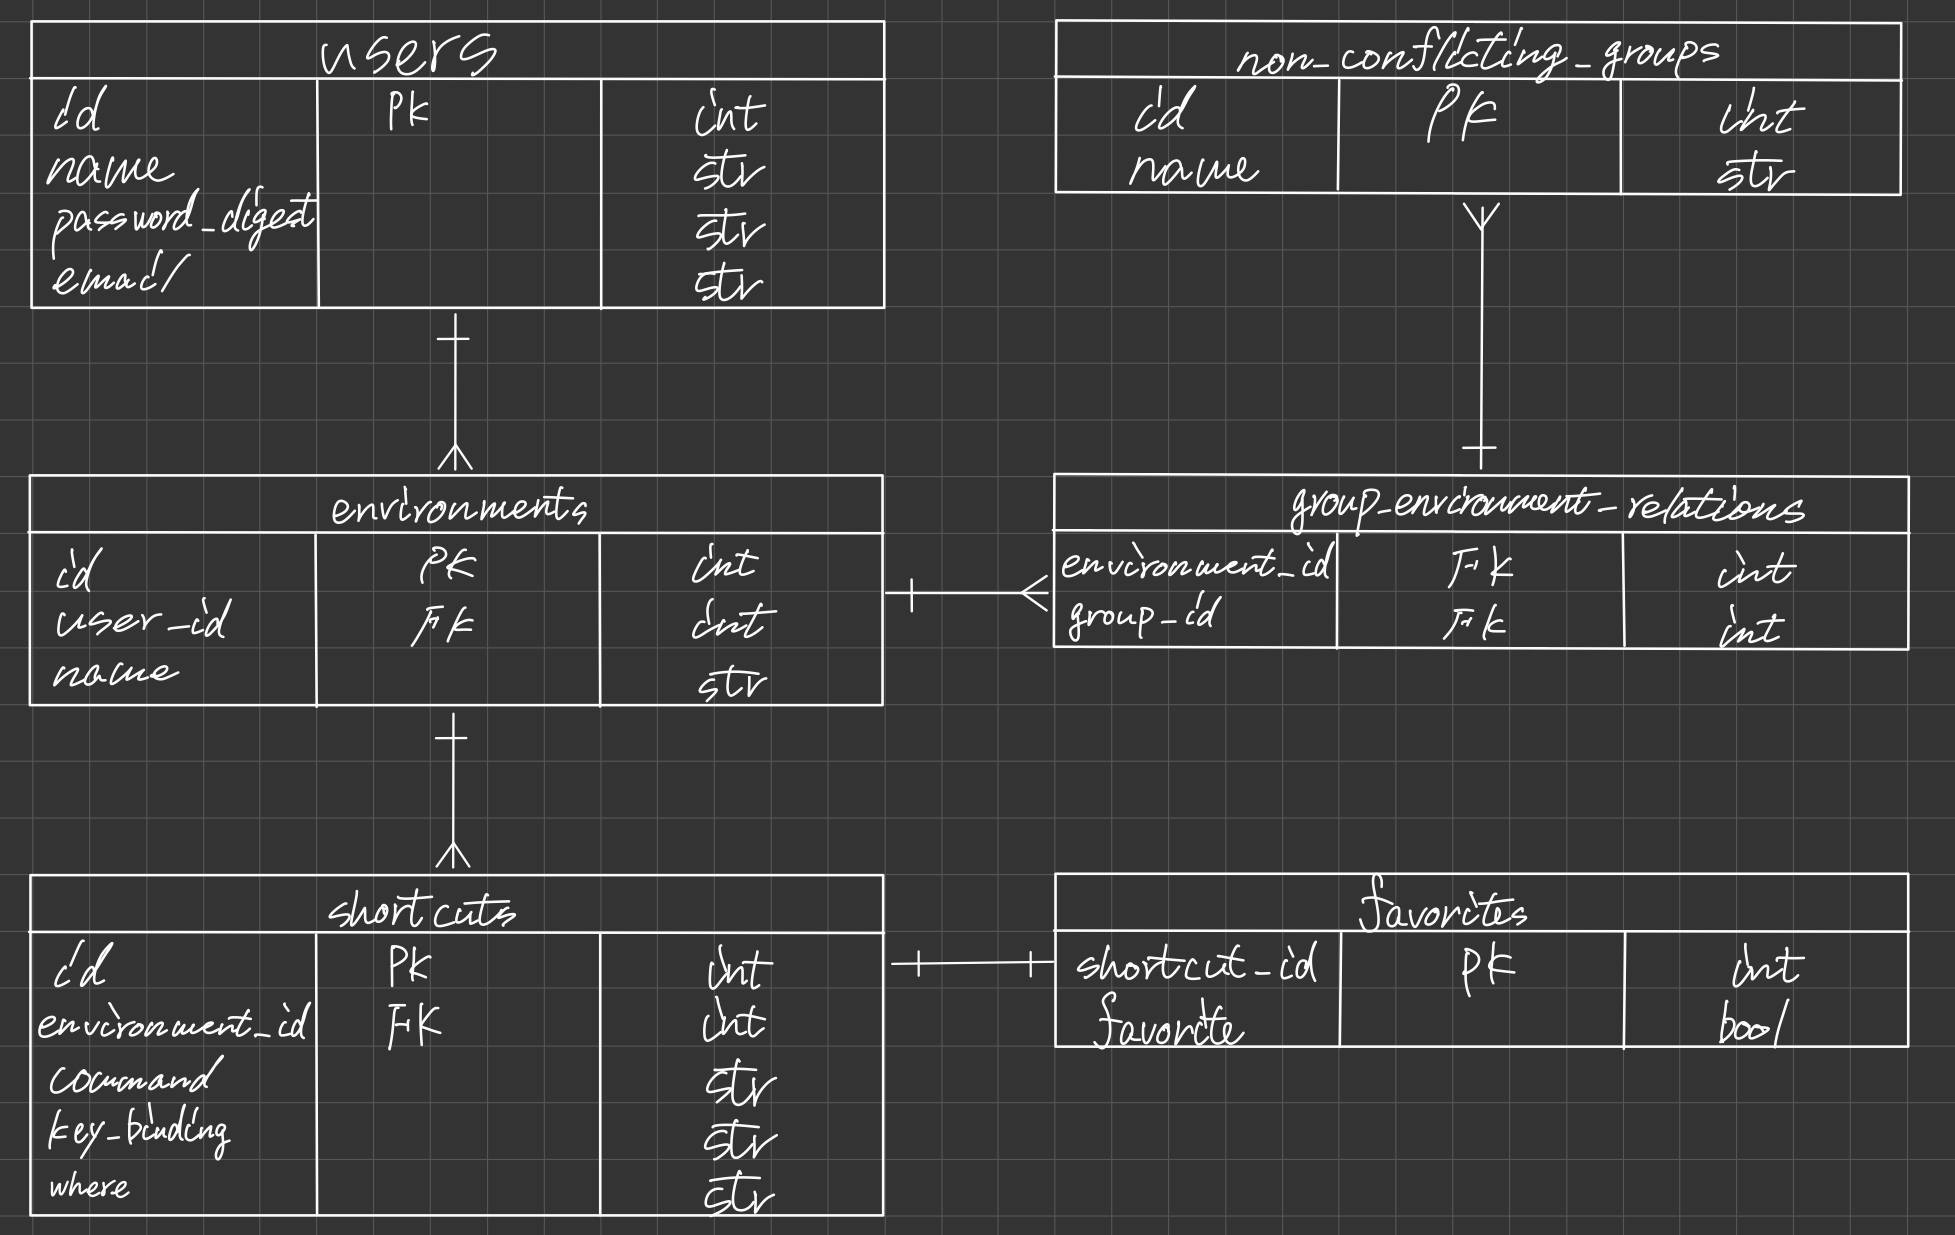 users
id PK int
name str
password_digest str
email str
non_conflicting_groups
id PK int
name str
environments
id PK int
user_id FK int
name str
group_environment_relations
environment_id FK int
group_id FK int
shortcuts
id PK int
environment_id FK int
command str
key_binding str
where str
favorites
shortcut_id PK int
favorite bool